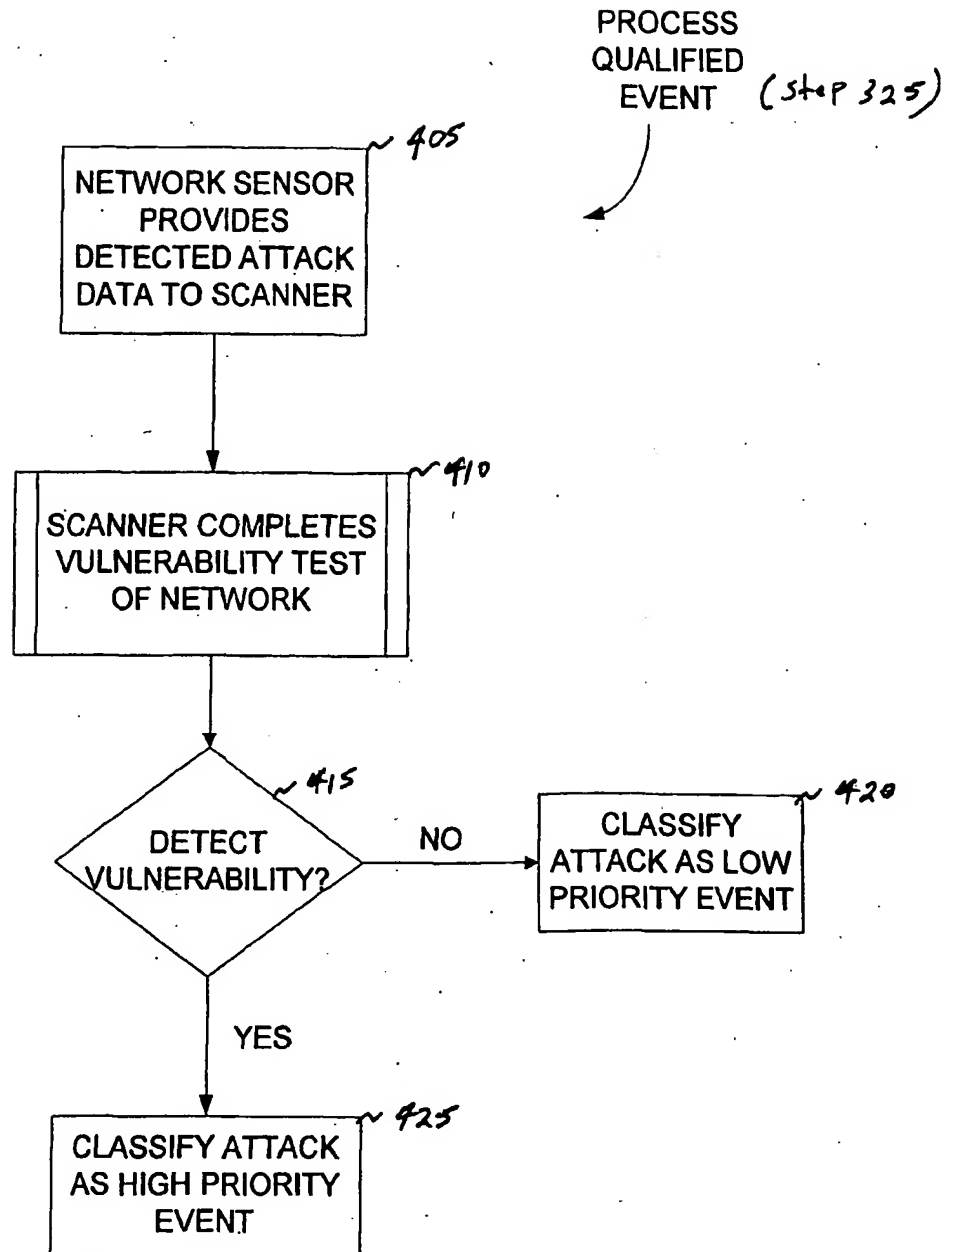 PROCESS
QUALIFIED
EVENT (step 325)
405
NETWORK SENSOR
PROVIDES
DETECTED ATTACK
DATA TO SCANNER
410
SCANNER COMPLETES
VULNERABILITY TEST
OF NETWORK
415
DETECT
VULNERABILITY?
NO
420
CLASSIFY
ATTACK AS LOW
PRIORITY EVENT
YES
425
CLASSIFY ATTACK
AS HIGH PRIORITY
EVENT